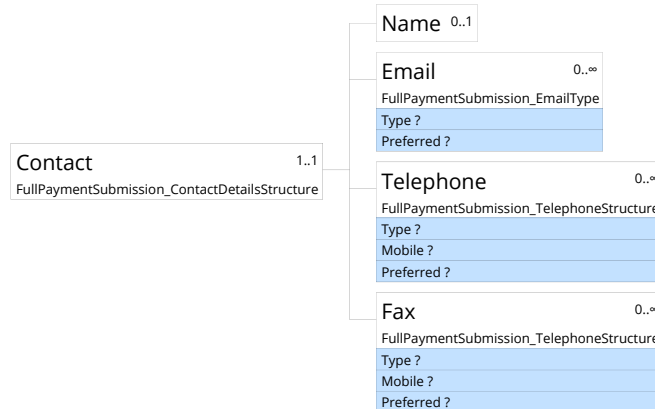 Name 0..1
Email 0..∞
FullPaymentSubmission_EmailType
Type ?
Preferred ?
Contact 1..1
FullPaymentSubmission_ContactDetailsStructure
Telephone 0..∞
FullPaymentSubmission_TelephoneStructure
Type ?
Mobile ?
Preferred ?
Fax 0..∞
FullPaymentSubmission_TelephoneStructure
Type ?
Mobile ?
Preferred ?